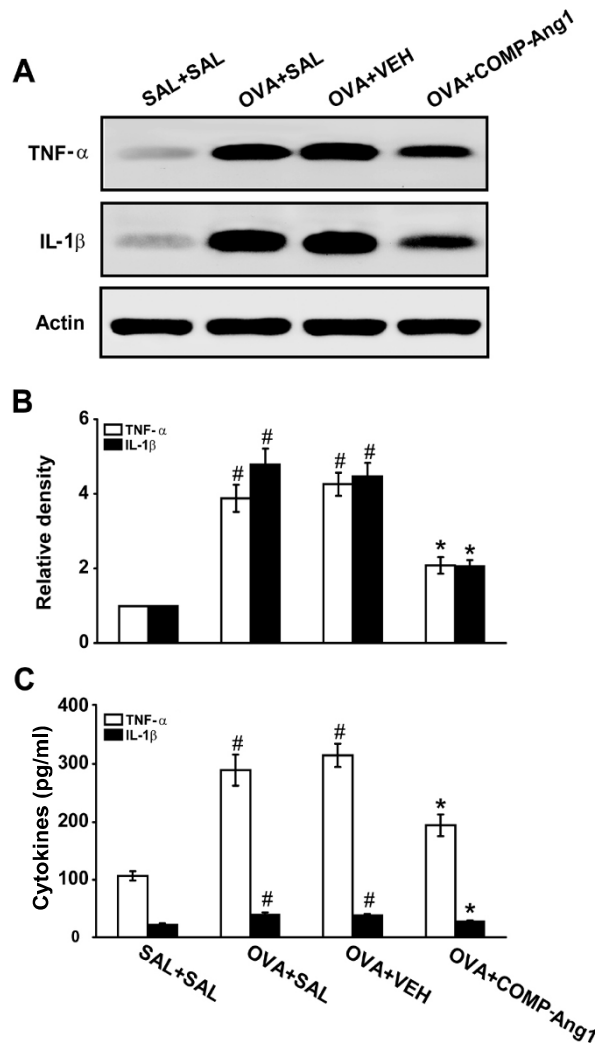 A
SAL+SAL
OVA+SAL
OVA+VEH
OVA+COMP-Ang1
TNF-α
IL-1β
Actin
B
6
4
2
0
Relative density
TNF-α
IL-1β
# # # # * *
C
400
300
200
100
0
Cytokines (pg/ml)
TNF-α
IL-1β
# # # # * *
SAL+SAL
OVA+SAL
OVA+VEH
OVA+COMP-Ang1